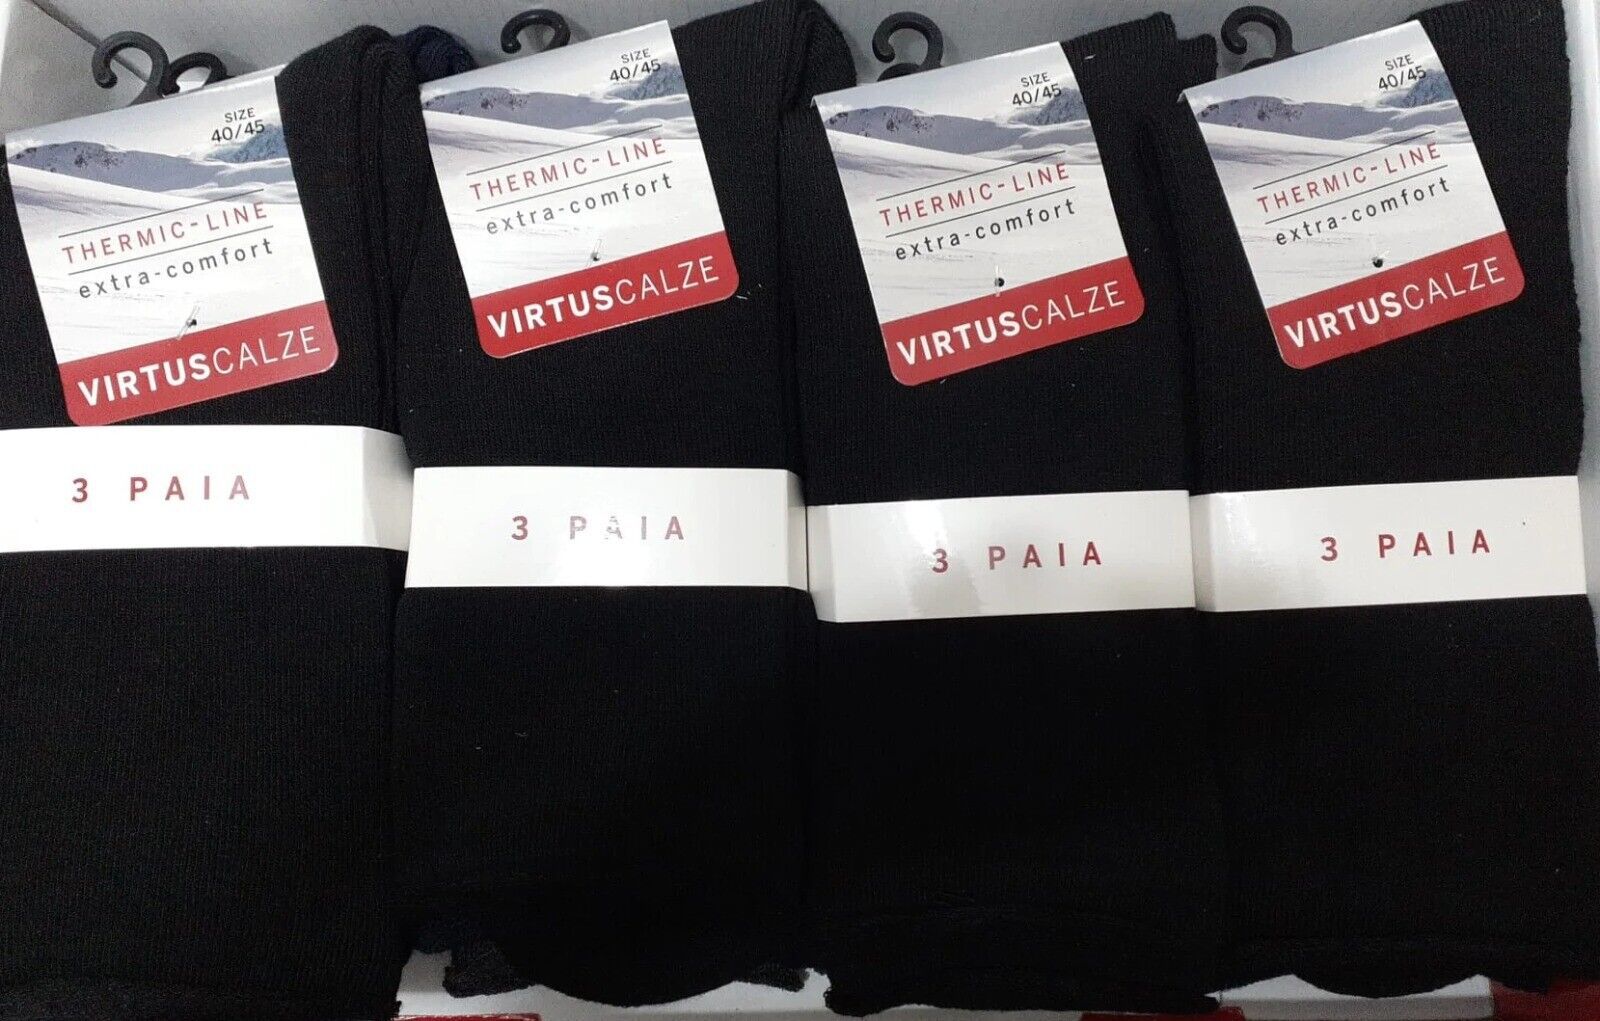 SIZE
40/45
THERMIC-LINE
extra-comfort
VIRTUSCALZE
3 PAIA
SIZE
40/45
THERMIC-LINE
extra-comfort
VIRTUSCALZE
3 PAIA
SIZE
40/45
THERMIC-LINE
extra-comfort
VIRTUSCALZE
3 PAIA
SIZE
40/45
THERMIC-LINE
extra-comfort
VIRTUSCALZE
3 PAIA